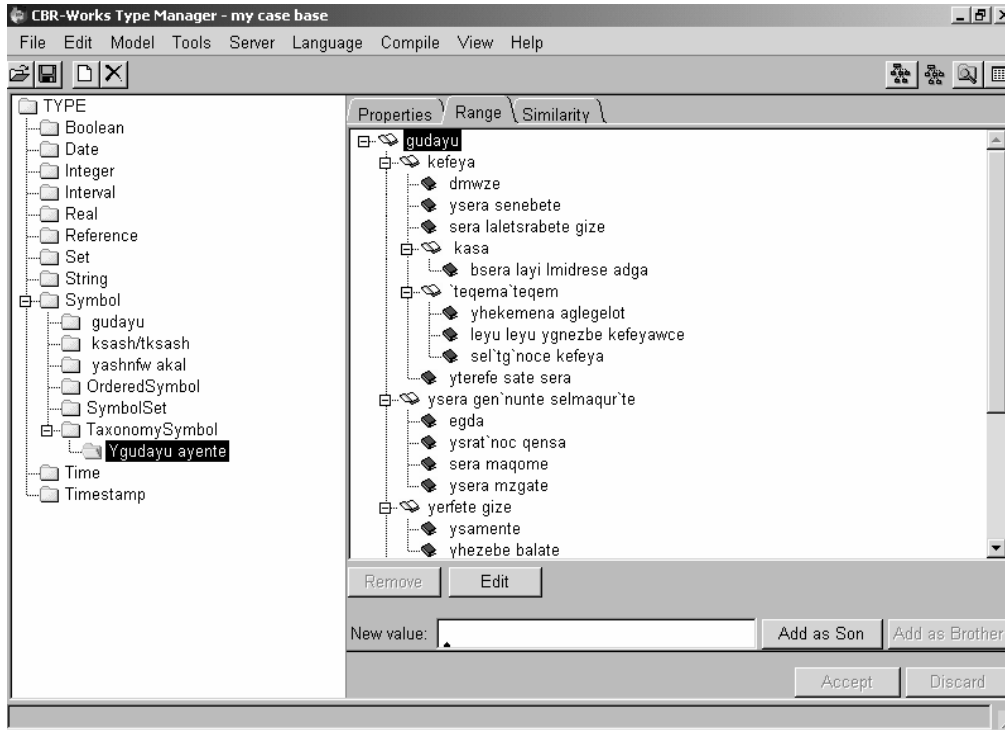 CBR-Works Type Manager - my case base
File Edit Model Tools Server Language Compile View Help
TYPE
Boolean
Date
Integer
Interval
Real
Reference
Set
String
Symbol
gudayu
ksash/tksash
yashnfw akal
OrderedSymbol
SymbolSet
TaxonomySymbol
Ygudayu ayente
Time
Timestamp
Properties Range Similarity
gudayu
kefeya
dmwze
ysera senebete
sera laletsrabete gize
kasa
bsera layi lmidrese adga
`teqema`teqem
yhekemena aglegelot
leyu leyu ygnezbe kefeyawce
sel`tg`noce kefeya
yterefe sate sera
ysera gen`nunte selmaqur`te
egda
ysrat`noc qensa
sera maqome
ysera mzgate
yerfete gize
ysamente
yhezebe balate
Remove Edit
New value: Add as Son Add as Brother
Accept Discard